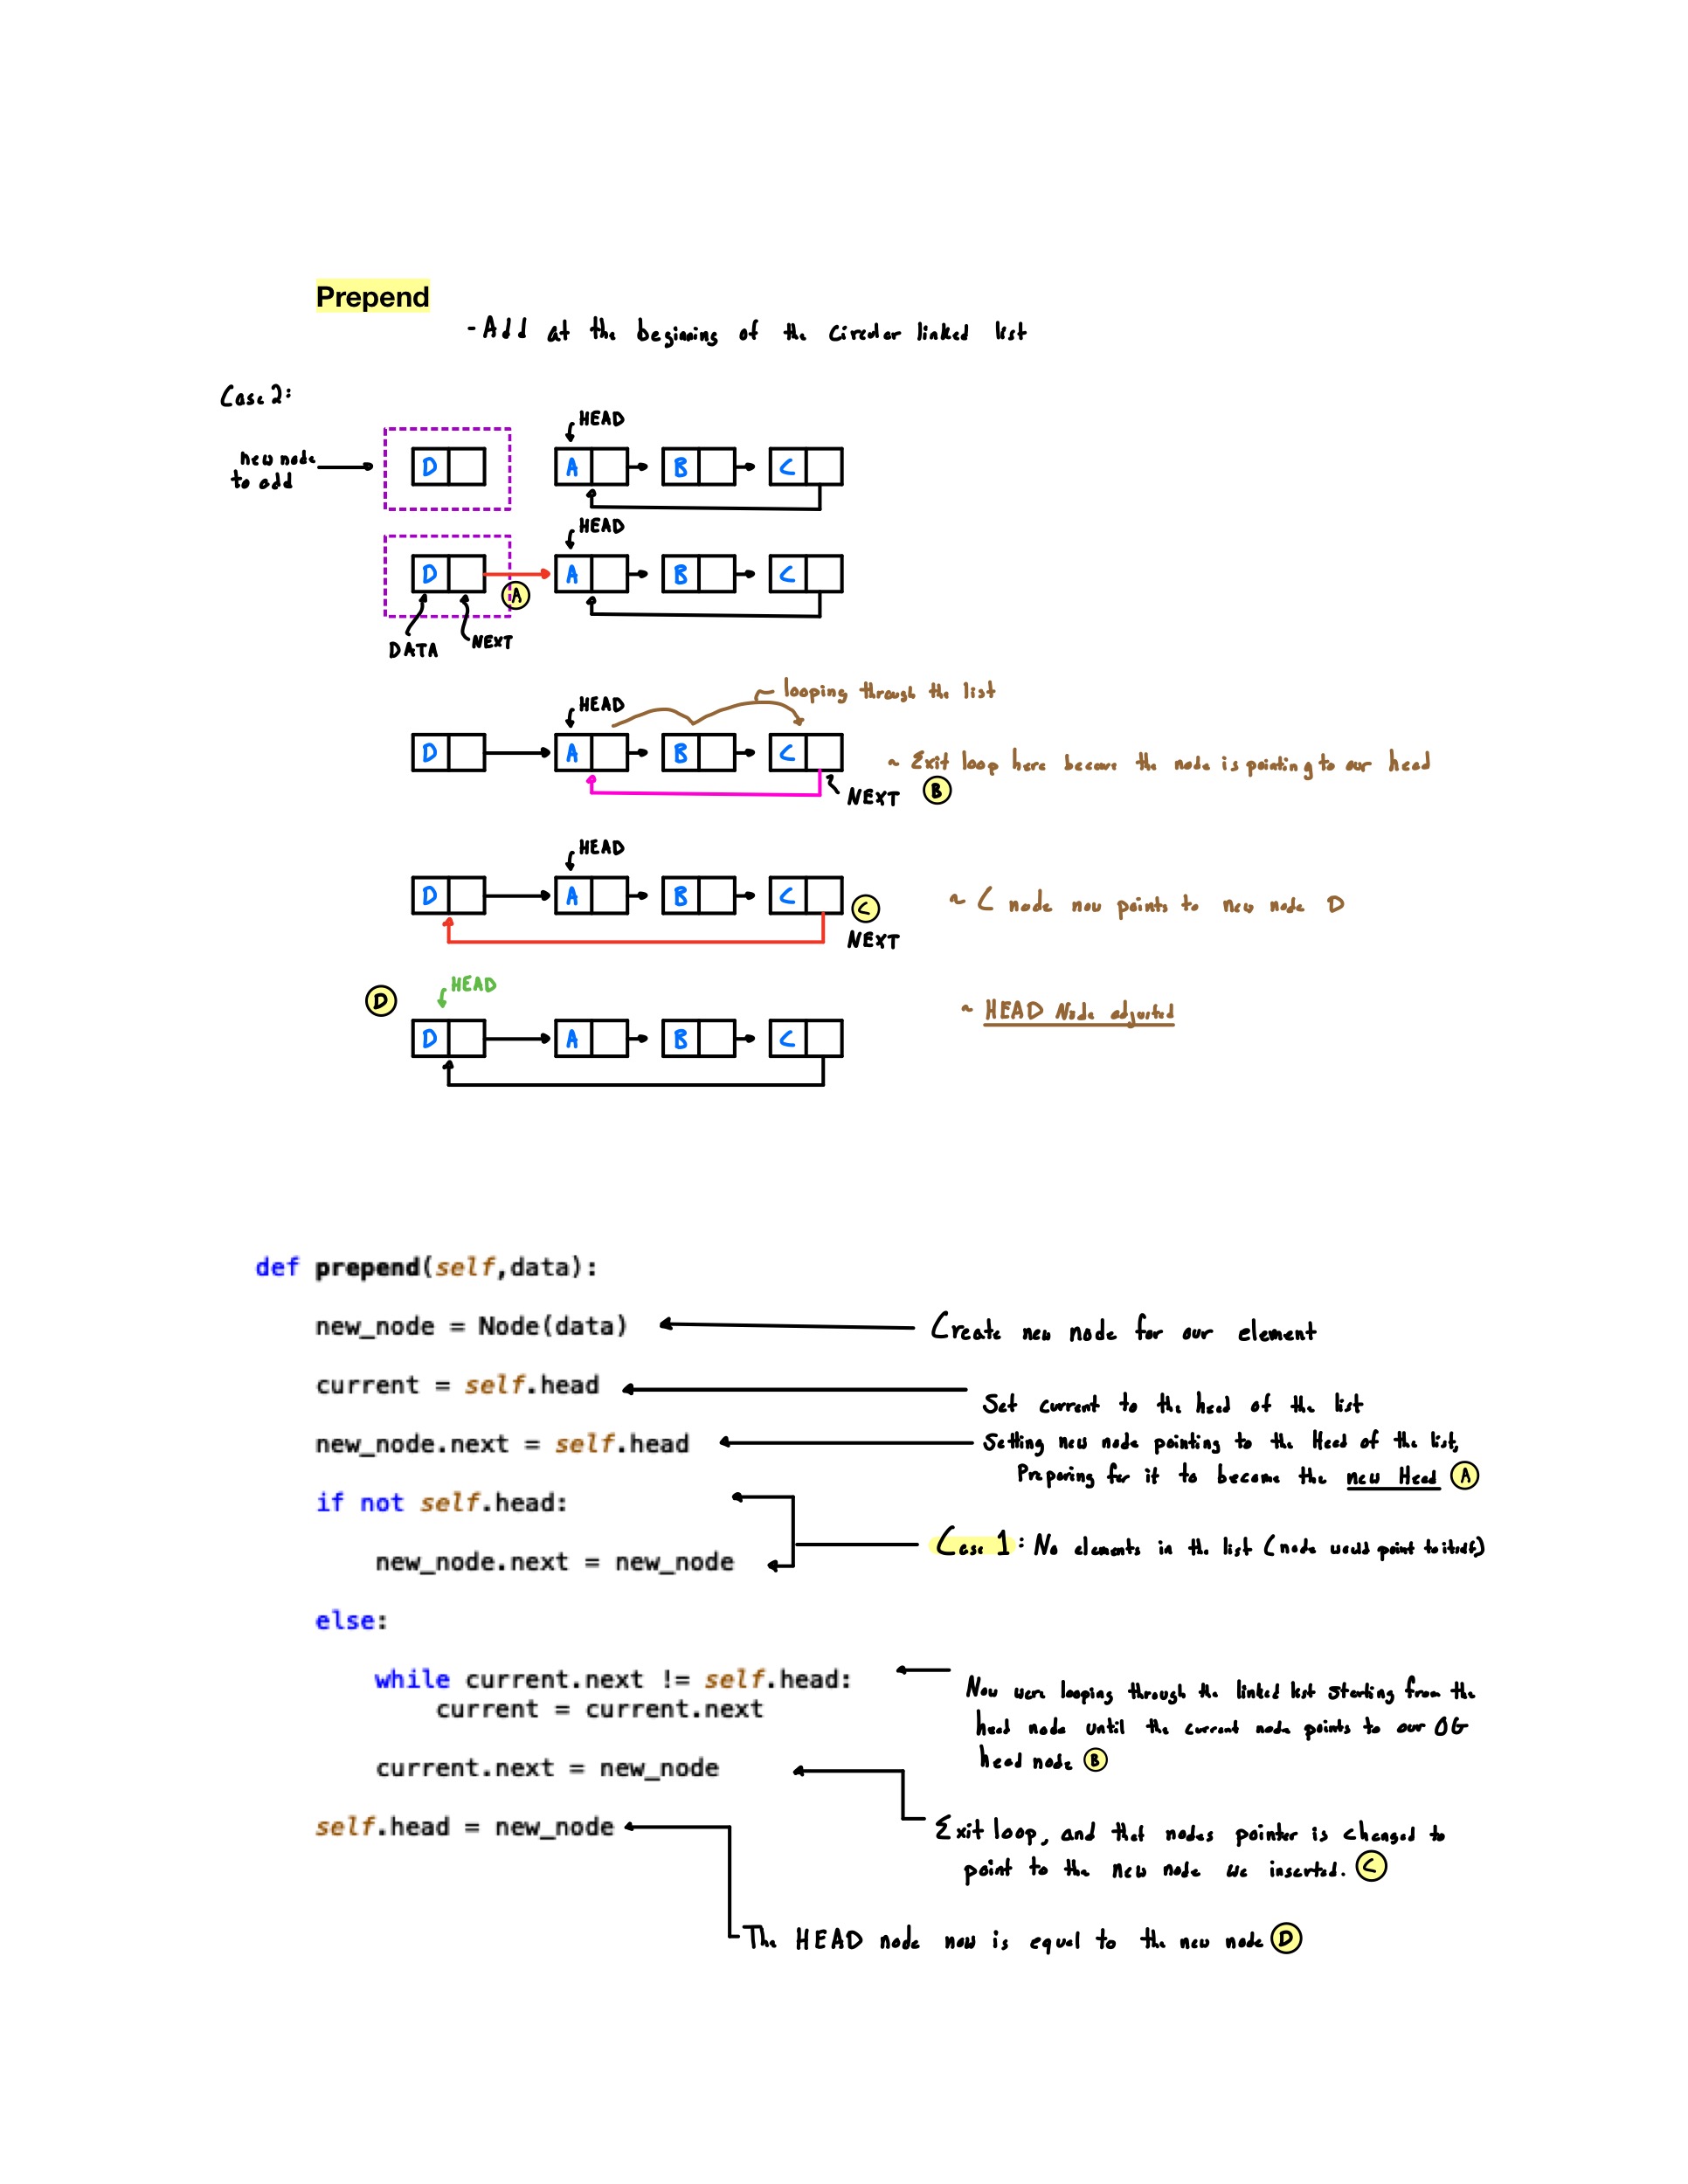 Prepend
- Add at the beginning of the Circular linked list
Case 2:
HEAD
new node
to add
D A B C
HEAD
D A B C
A
DATA NEXT
looping through the list
HEAD
D A B C
~ Exit loop here because the node is pointing to our head
NEXT B
HEAD
D A B C
C
~ C node now points to new node D
NEXT
HEAD
D
~ HEAD Node adjusted
D A B C
def prepend(self,data):
new_node = Node(data)
Create new node for our element
current = self.head
Set current to the head of the list
new_node.next = self.head
Setting new node pointing to the Head of the list,
Preparing for it to become the new Head A
if not self.head:
Case 1: No elements in the list (node would point to itself)
new_node.next = new_node
else:
while current.next != self.head:
current = current.next
Now were looping through the linked list starting from the
head node until the current node points to our OG
head node B
current.next = new_node
Exit loop, and that nodes pointer is changed to
point to the new node we inserted. C
self.head = new_node
The HEAD node now is equal to the new node D